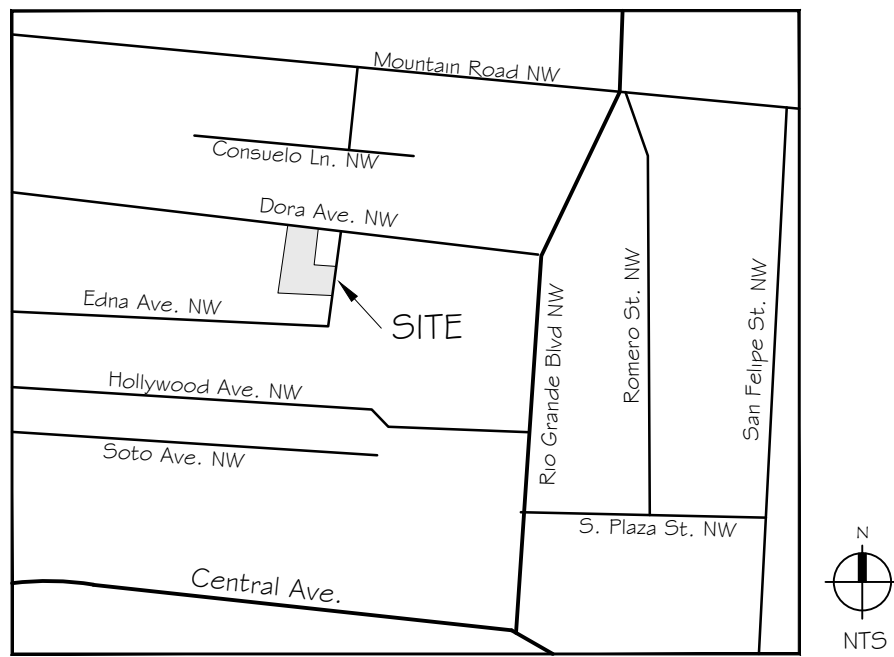 Mountain Road NW
Consuelo Ln. NW
Dora Ave. NW
Edna Ave. NW
SITE
Hollywood Ave. NW
Soto Ave. NW
Rio Grande Blvd NW
Romero St. NW
San Felipe St. NW
S. Plaza St. NW
Central Ave.
N
NTS